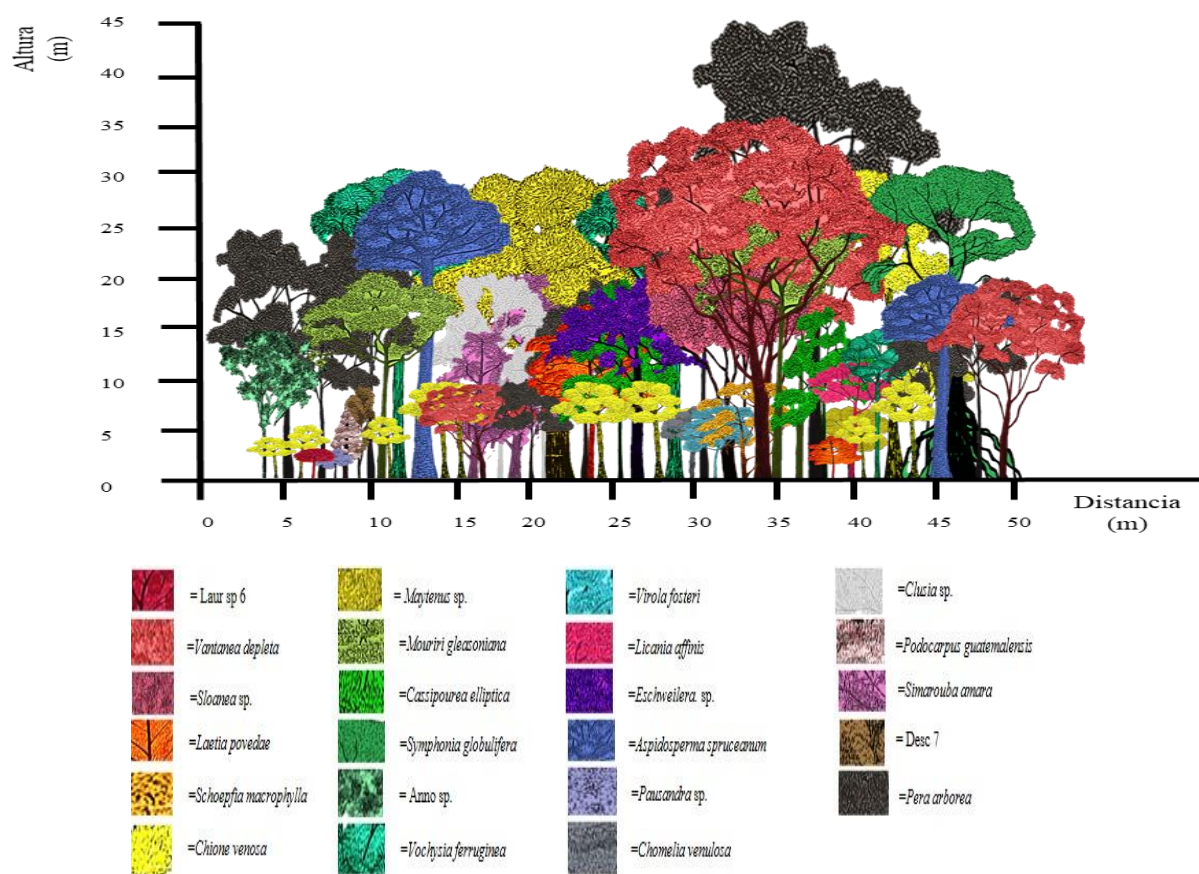 Altura
(m)
45
40
35
30
25
20
15
10
5
0
0 5 10 15 20 25 30 35 40 45 50
Distancia
(m)
= Laur sp 6
=Vantanea depleta
=Sloanea sp.
=Laetia povedae
=Schoepfia macrophylla
=Chione venosa
= Maytenus sp.
=Mouriri gleasoniana
=Cassipourea elliptica
=Symphonia globulifera
= Anno sp.
=Vochysia ferruginea
=Virola fosteri
=Licania affinis
=Eschweilera. sp.
=Aspidosperma spruceanum
=Pausandra sp.
=Chomelia venulosa
=Clusia sp.
=Podocarpus guatemalensis
=Simarouba amara
= Desc 7
=Pera arborea